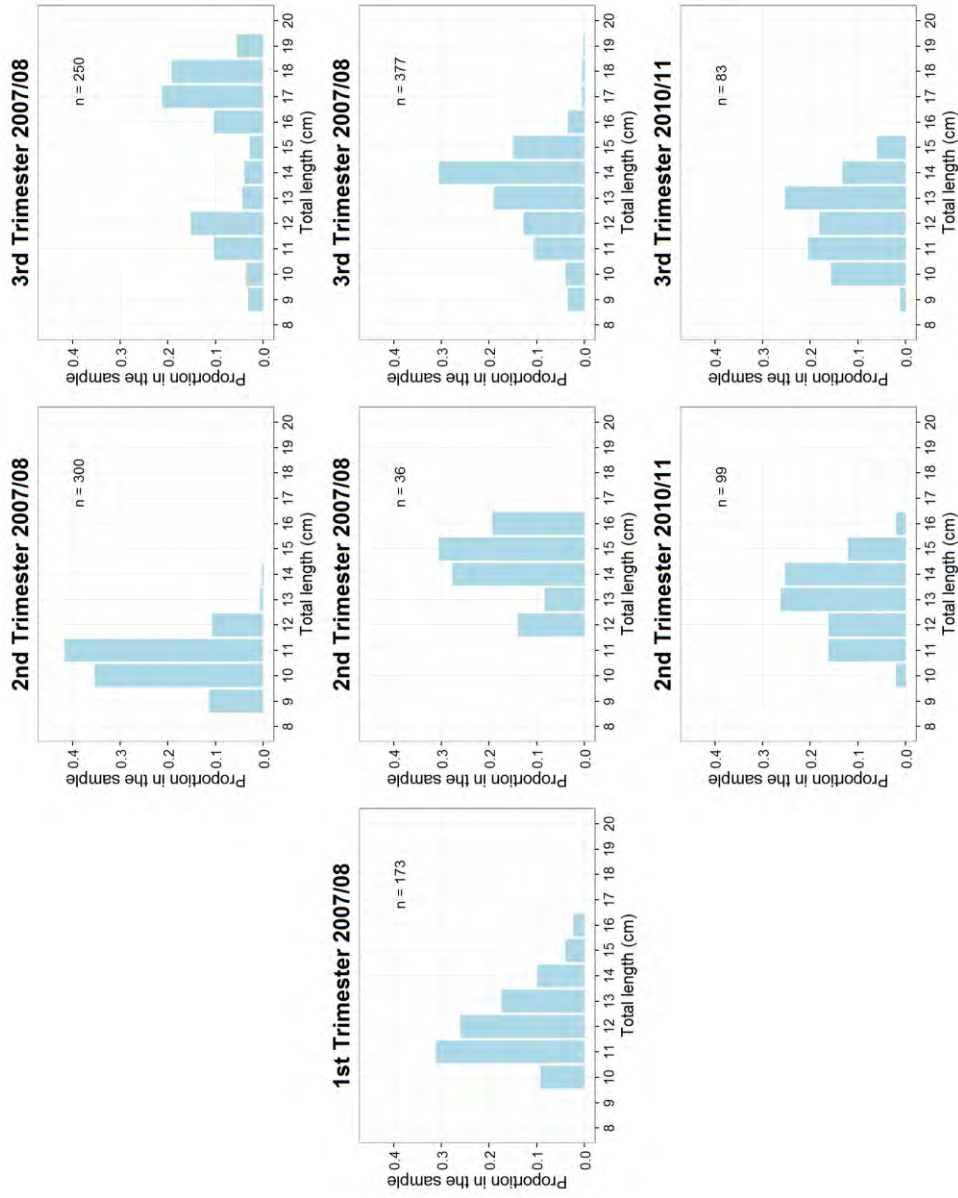 2nd Trimester 2007/08
n = 300
0.4
0.3
0.2
0.1
0.0
Proportion in the sample
8 9 10 11 12 13 14 15 16 17 18 19 20
Total length (cm)
3rd Trimester 2007/08
n = 250
0.4
0.3
0.2
0.1
0.0
Proportion in the sample
8 9 10 11 12 13 14 15 16 17 18 19 20
Total length (cm)
1st Trimester 2007/08
n = 173
0.4
0.3
0.2
0.1
0.0
Proportion in the sample
8 9 10 11 12 13 14 15 16 17 18 19 20
Total length (cm)
2nd Trimester 2007/08
n = 36
0.4
0.3
0.2
0.1
0.0
Proportion in the sample
8 9 10 11 12 13 14 15 16 17 18 19 20
Total length (cm)
3rd Trimester 2007/08
n = 377
0.4
0.3
0.2
0.1
0.0
Proportion in the sample
8 9 10 11 12 13 14 15 16 17 18 19 20
Total length (cm)
2nd Trimester 2010/11
n = 99
0.4
0.3
0.2
0.1
0.0
Proportion in the sample
8 9 10 11 12 13 14 15 16 17 18 19 20
Total length (cm)
3rd Trimester 2010/11
n = 83
0.4
0.3
0.2
0.1
0.0
Proportion in the sample
8 9 10 11 12 13 14 15 16 17 18 19 20
Total length (cm)